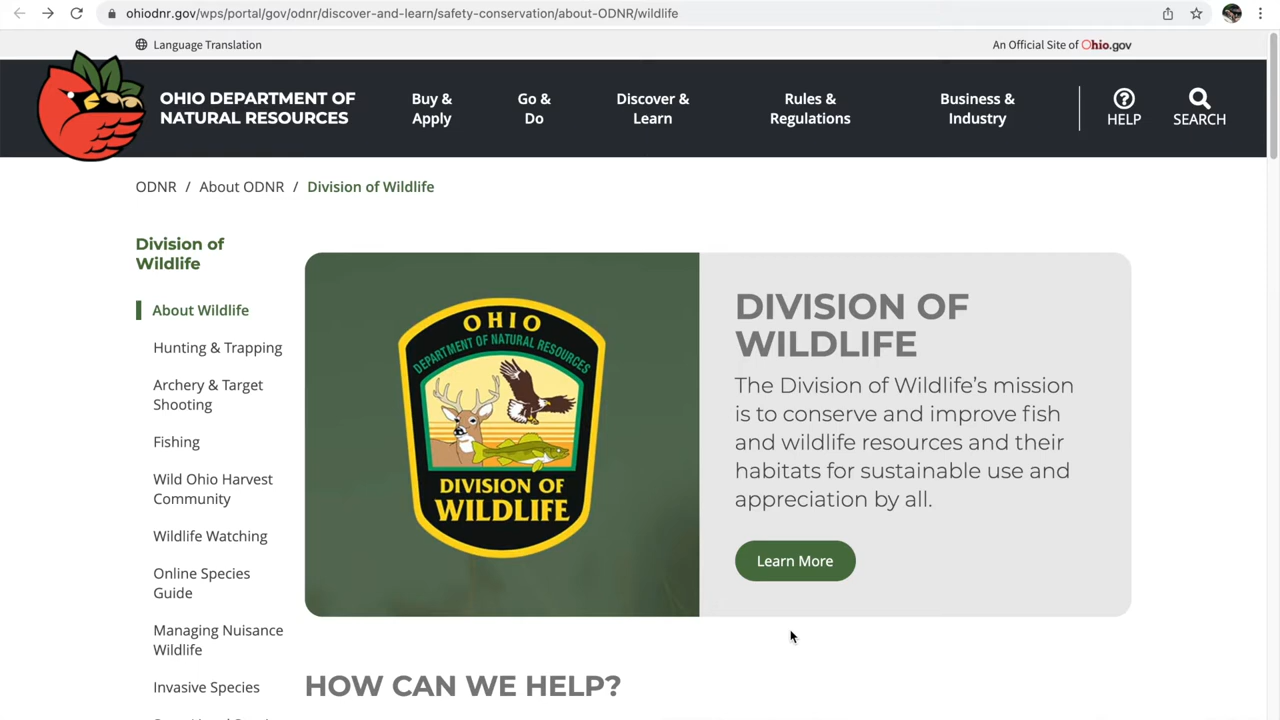 ohiodnr.gov/wps/portal/gov/odnr/discover-and-learn/safety-conservation/about-ODNR/wildlife
Language Translation
An Official Site of Ohio.gov
OHIO DEPARTMENT OF
NATURAL RESOURCES
Buy &
Apply
Go &
Do
Discover &
Learn
Rules &
Regulations
Business &
Industry
HELP
SEARCH
ODNR / About ODNR / Division of Wildlife
Division of
Wildlife
About Wildlife
Hunting & Trapping
Archery & Target
Shooting
Fishing
Wild Ohio Harvest
Community
Wildlife Watching
Online Species
Guide
Managing Nuisance
Wildlife
Invasive Species
OHIO
DEPARTMENT OF NATURAL RESOURCES
DIVISION OF
WILDLIFE
DIVISION OF
WILDLIFE
The Division of Wildlife’s mission
is to conserve and improve fish
and wildlife resources and their
habitats for sustainable use and
appreciation by all.
Learn More
HOW CAN WE HELP?